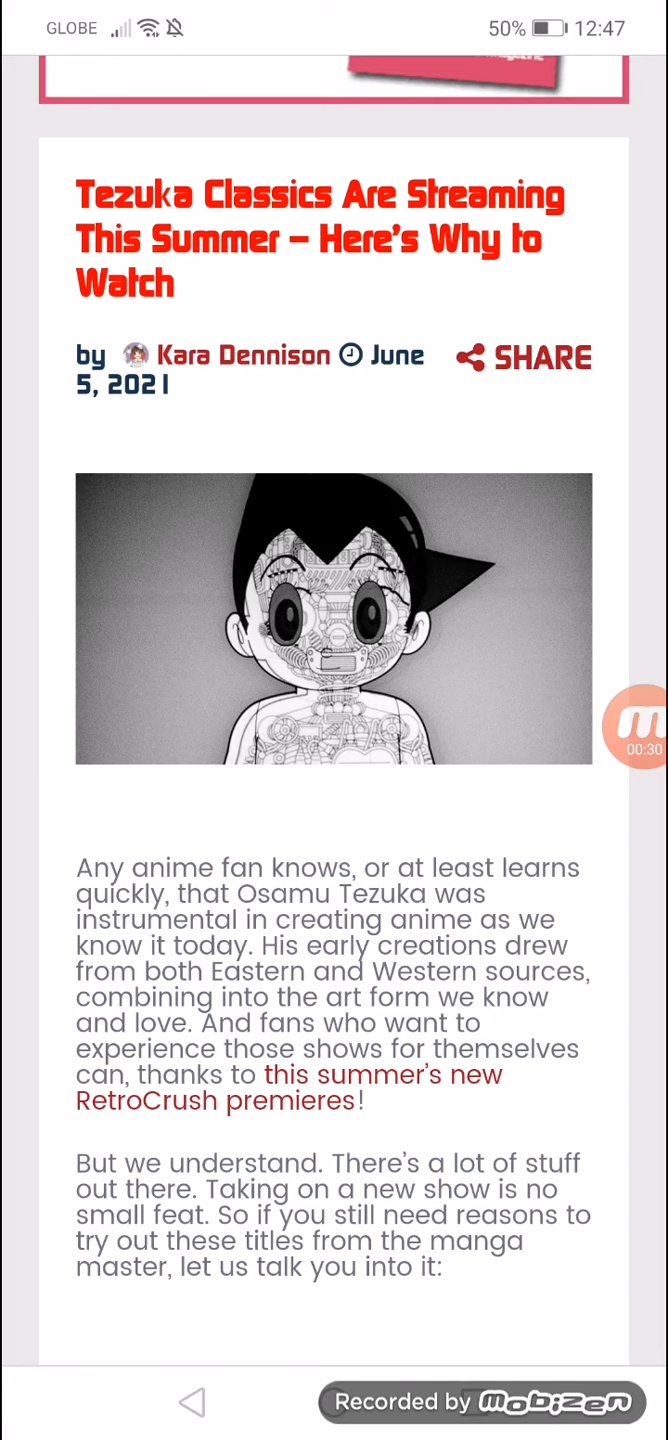 GLOBE 50% 12:47
Tezuka Classics Are Streaming
This Summer – Here's Why to
Watch
by Kara Dennison June
5, 2021
SHARE
00:30
Any anime fan knows, or at least learns
quickly, that Osamu Tezuka was
instrumental in creating anime as we
know it today. His early creations drew
from both Eastern and Western sources,
combining into the art form we know
and love. And fans who want to
experience those shows for themselves
can, thanks to this summer's new
RetroCrush premieres!
But we understand. There's a lot of stuff
out there. Taking on a new show is no
small feat. So if you still need reasons to
try out these titles from the manga
master, let us talk you into it:
Recorded by mobizen